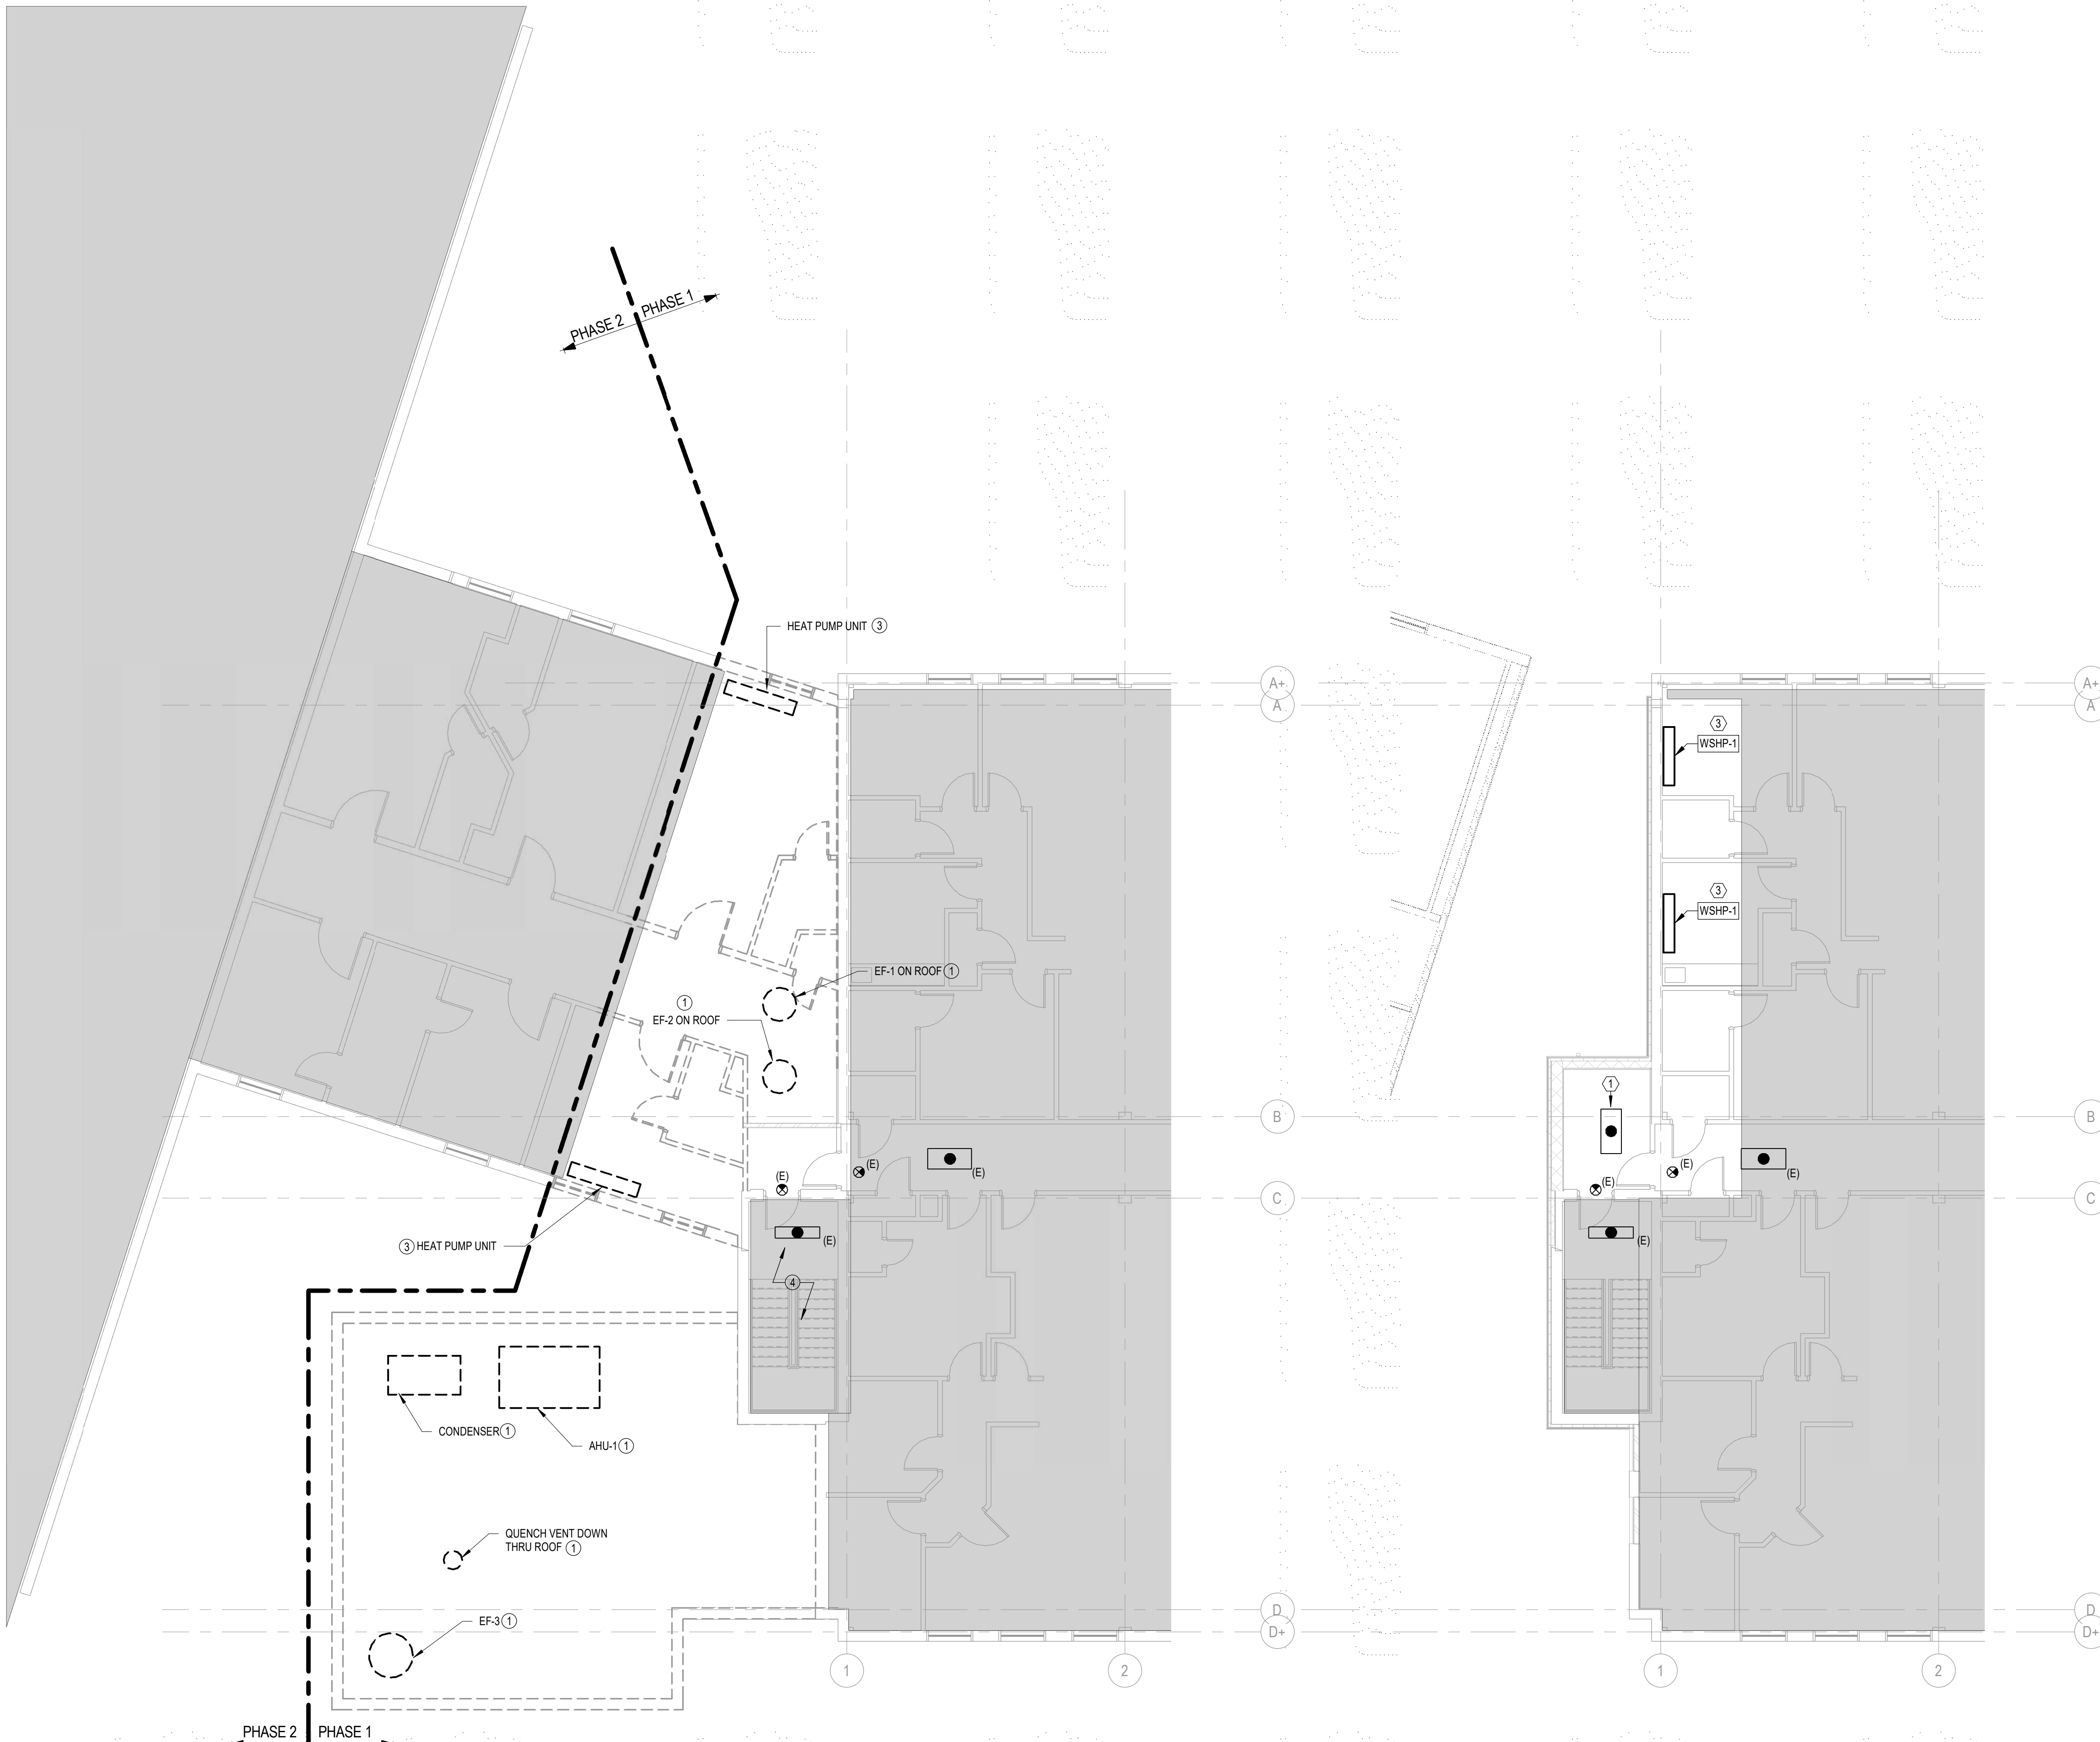 PHASE 2
PHASE 1
HEAT PUMP UNIT 3
A+
A+
A
A
3
WSHP-1
3
WSHP-1
EF-1 ON ROOF 1
1
EF-2 ON ROOF
1
B
B
(E)
(E)
(E)
(E)
(E)
(E)
C
C
(E)
(E)
3 HEAT PUMP UNIT
4
CONDENSER 1
AHU-1 1
QUENCH VENT DOWN
THRU ROOF 1
EF-3 1
D
D
D+
D+
1
2
1
2
PHASE 2
PHASE 1